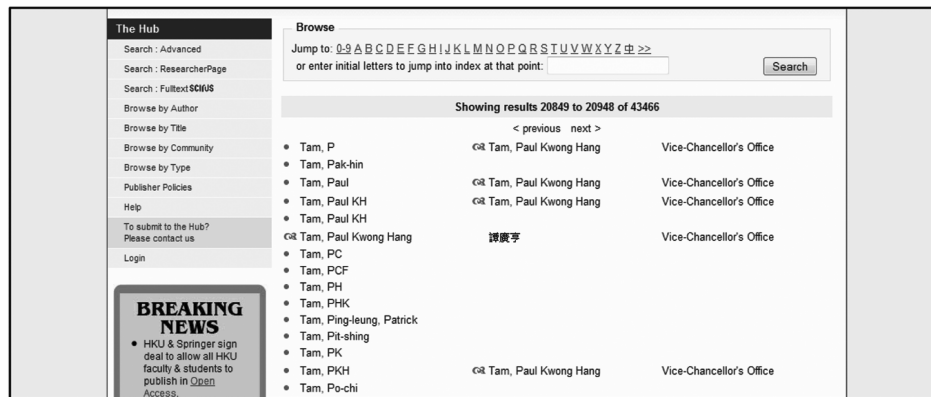 The Hub
Search : Advanced
Search : ResearcherPage
Search : Fulltext SCIRUS
Browse by Author
Browse by Title
Browse by Community
Browse by Type
Publisher Policies
Help
To submit to the Hub?
Please contact us
Login
BREAKING
NEWS
HKU & Springer sign
deal to allow all HKU
faculty & students to
publish in Open
Access.
Browse
Jump to: 0-9 A B C D E F G H I J K L M N O P Q R S T U V W X Y Z 中 >>
or enter initial letters to jump into index at that point: Search
Showing results 20849 to 20948 of 43466
< previous next >
Tam, P Tam, Paul Kwong Hang Vice-Chancellor's Office
Tam, Pak-hin
Tam, Paul Tam, Paul Kwong Hang Vice-Chancellor's Office
Tam, Paul KH Tam, Paul Kwong Hang Vice-Chancellor's Office
Tam, Paul KH
Tam, Paul Kwong Hang 譚廣亨 Vice-Chancellor's Office
Tam, PC
Tam, PCF
Tam, PH
Tam, PHK
Tam, Ping-leung, Patrick
Tam, Pit-shing
Tam, PK
Tam, PKH Tam, Paul Kwong Hang Vice-Chancellor's Office
Tam, Po-chi